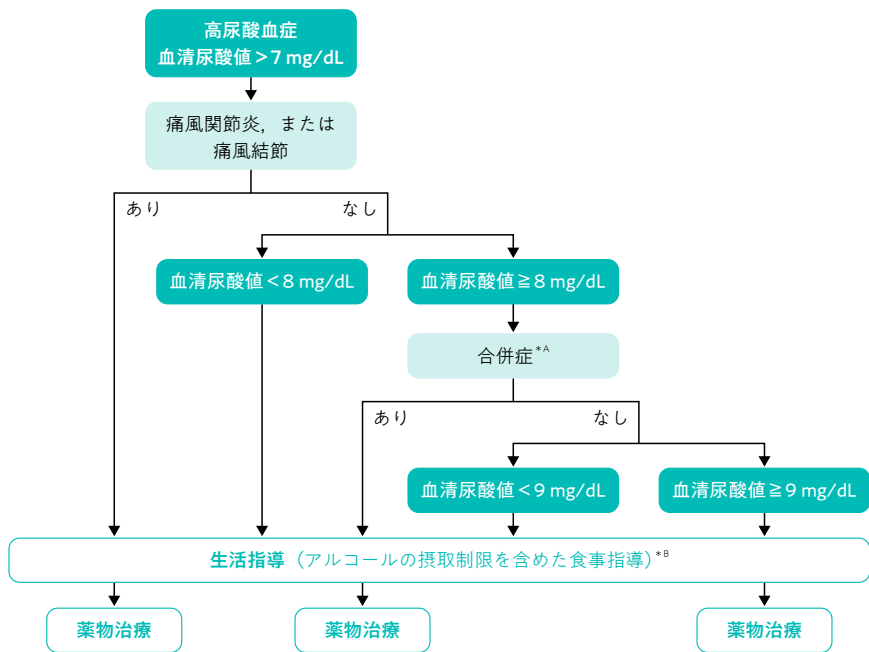 高尿酸血症
血清尿酸値＞7 mg/dL
痛風関節炎，または
痛風結節
あり
なし
血清尿酸値＜8 mg/dL
血清尿酸値≧8 mg/dL
合併症*A
あり
なし
血清尿酸値＜9 mg/dL
血清尿酸値≧9 mg/dL
生活指導（アルコールの摂取制限を含めた食事指導）*B
薬物治療
薬物治療
薬物治療